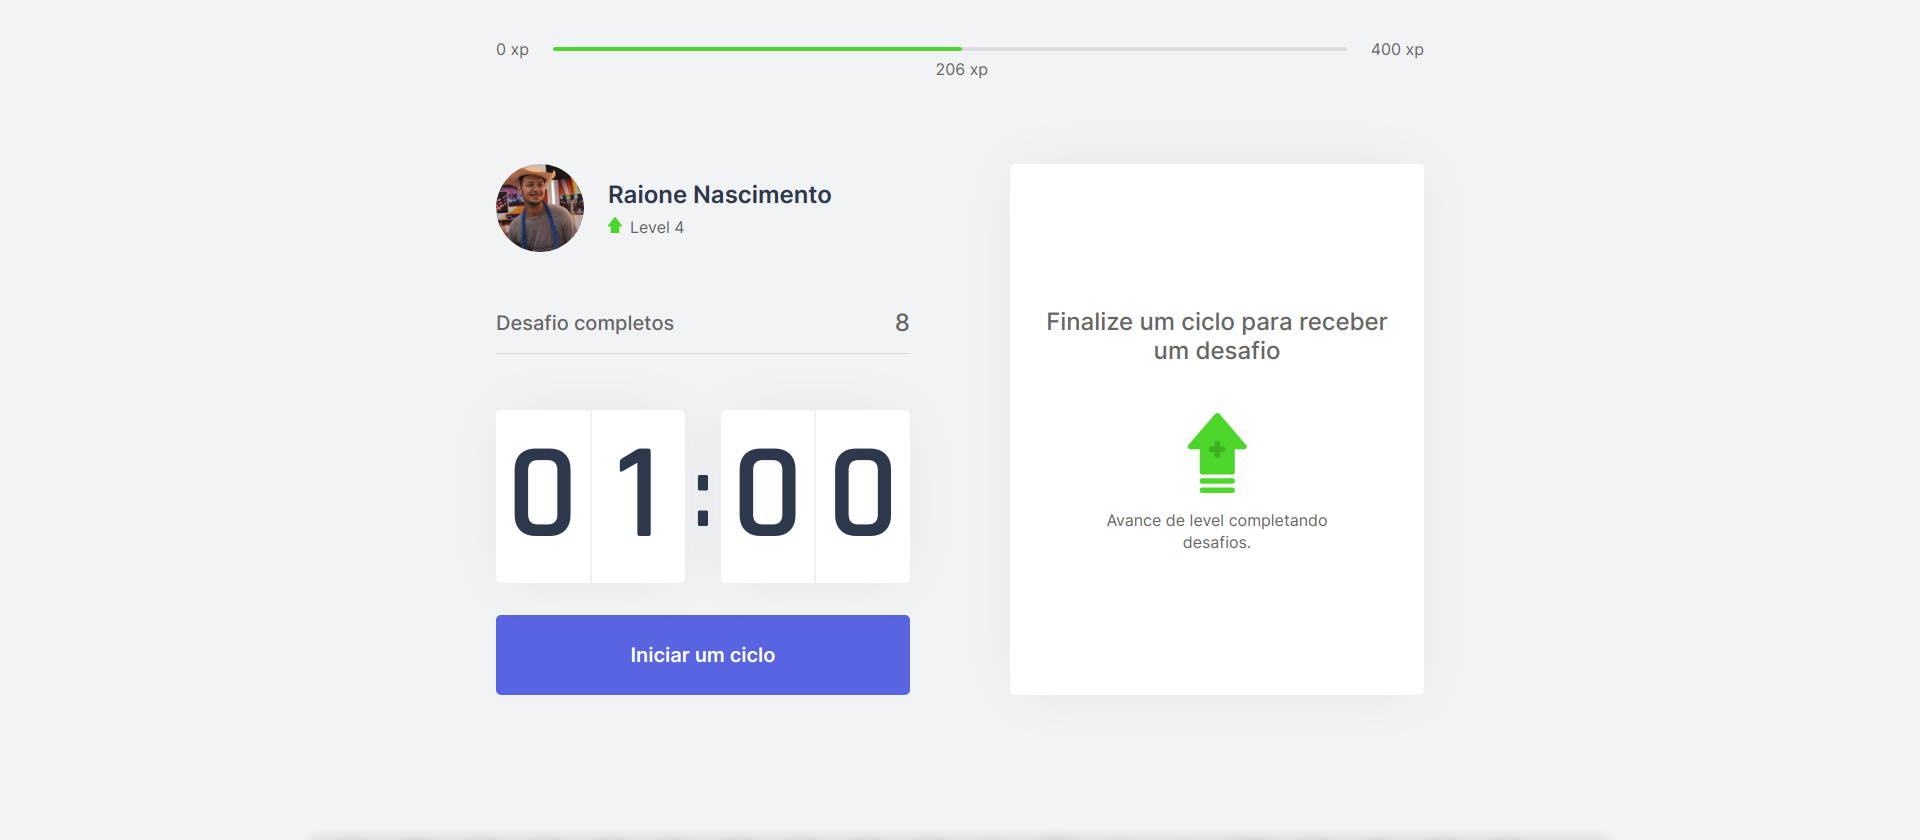 0 xp
400 xp
206 xp
Raione Nascimento
Level 4
Desafio completos
8
01:00
Iniciar um ciclo
Finalize um ciclo para receber
um desafio
Avance de level completando
desafios.